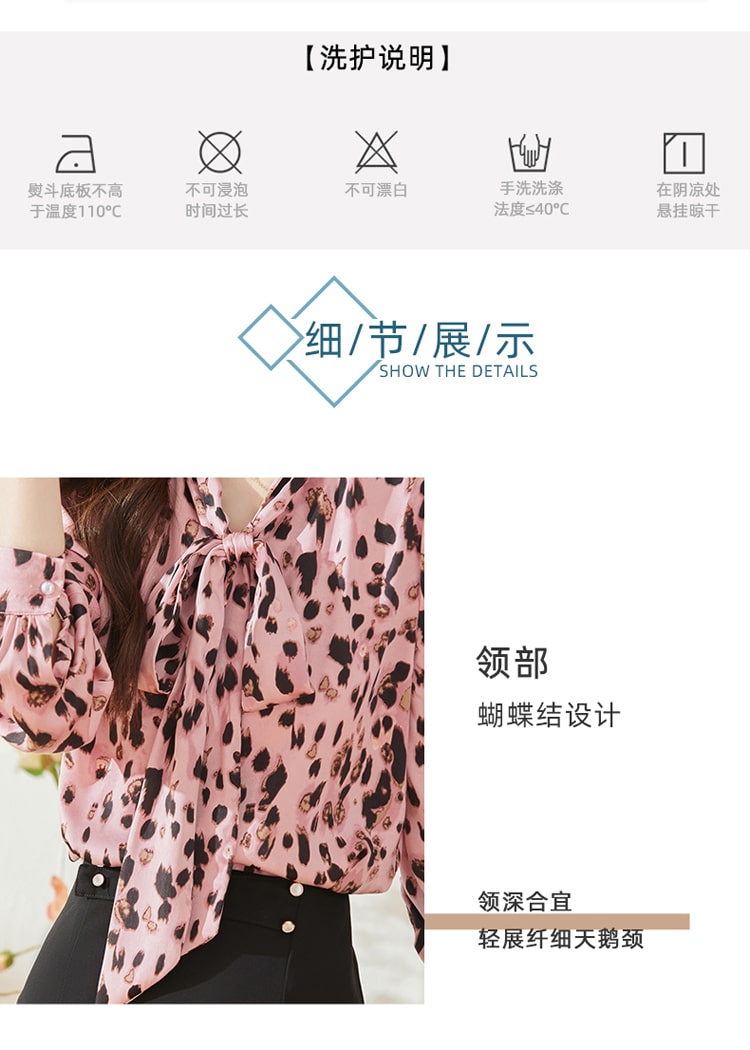 【洗护说明】
熨斗底板不高
于温度110℃
不可浸泡
时间过长
不可漂白
手洗洗涤
法度≤40℃
在阴凉处
悬挂晾干
细/节/展/示
SHOW THE DETAILS
领部
蝴蝶结设计
领深合宜
轻展纤细天鹅颈